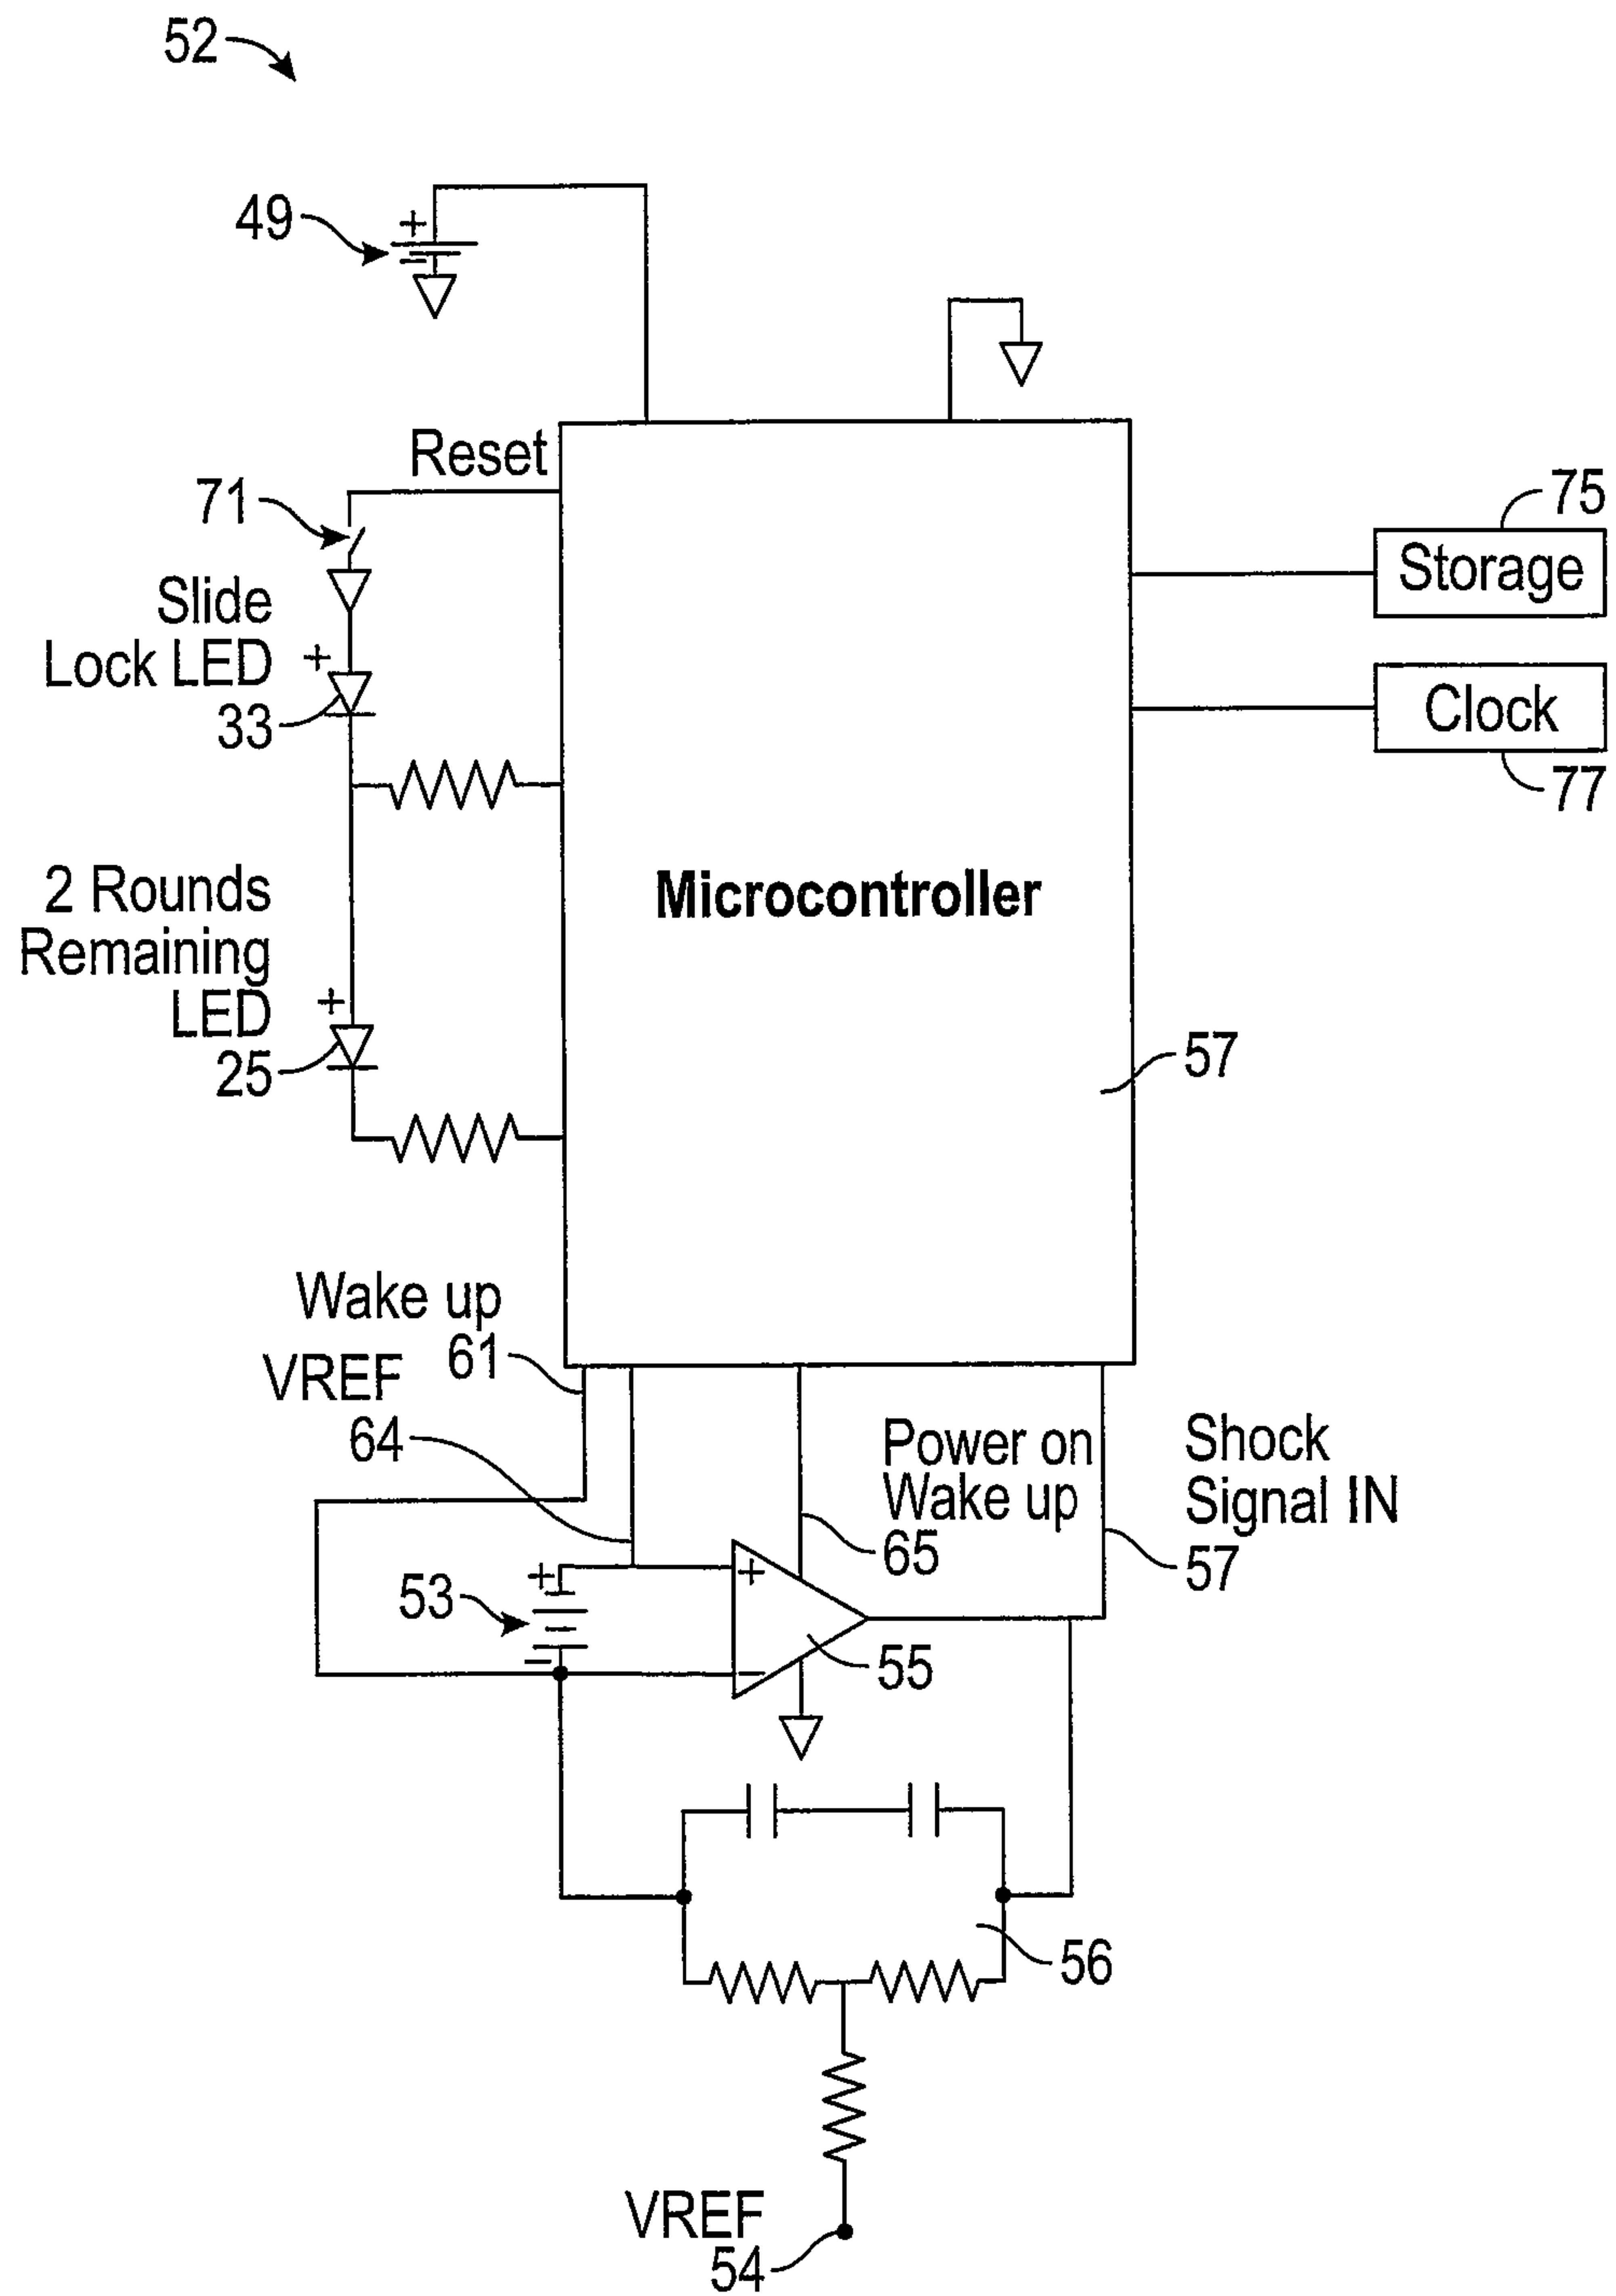 52
49
+
-
Reset
71
Slide
Lock LED
33
+
2 Rounds
Remaining
LED
25
+
Microcontroller
75
Storage
Clock
77
57
Wake up
61
VREF
64
Power on
Wake up
65
Shock
Signal IN
57
53
+
-
+
-
55
56
VREF
54